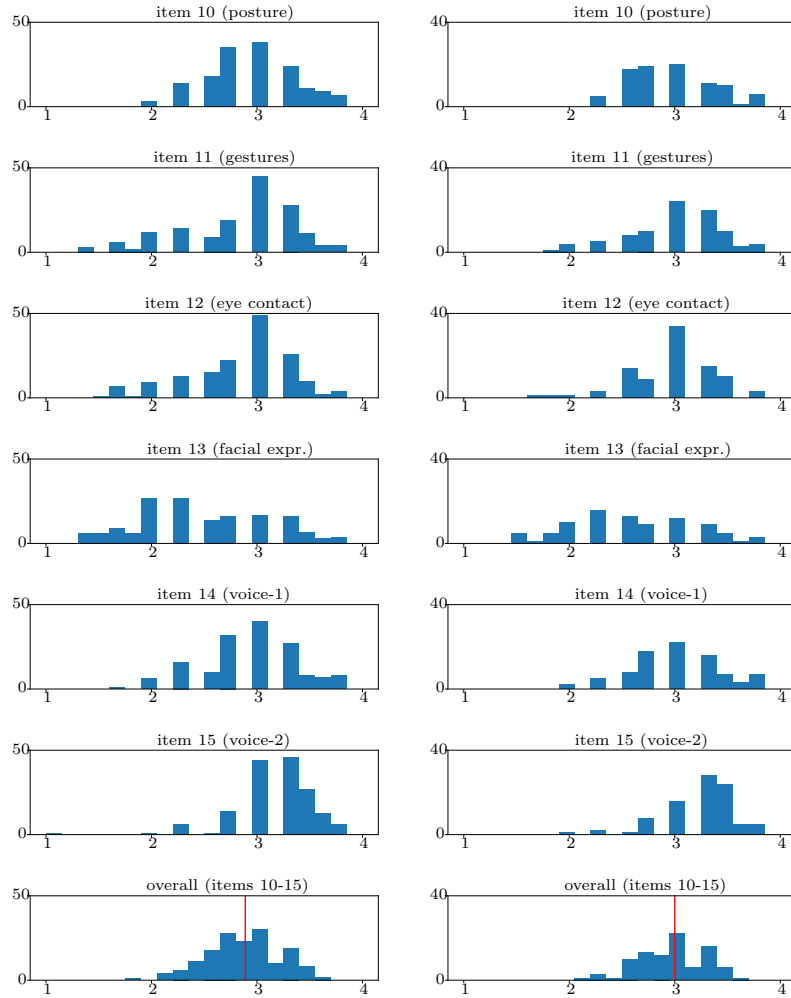 item 10 (posture) item 10 (posture)
50 40
0 0
1 2 3 4 1 2 3 4
item 11 (gestures) item 11 (gestures)
50 40
0 0
1 2 3 4 1 2 3 4
item 12 (eye contact) item 12 (eye contact)
50 40
0 0
1 2 3 4 1 2 3 4
item 13 (facial expr.) item 13 (facial expr.)
50 40
0 0
1 2 3 4 1 2 3 4
item 14 (voice-1) item 14 (voice-1)
50 40
0 0
1 2 3 4 1 2 3 4
item 15 (voice-2) item 15 (voice-2)
50 40
0 0
1 2 3 4 1 2 3 4
overall (items 10-15) overall (items 10-15)
50 40
0 0
1 2 3 4 1 2 3 4